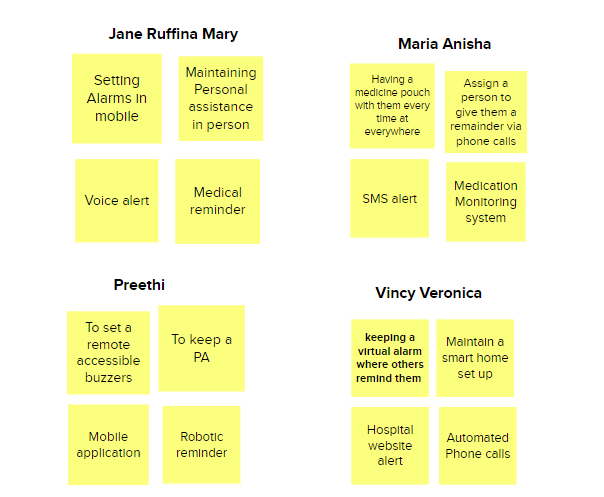 Jane Ruffina Mary
Setting
Alarms in
mobile
Maintaining
Personal
assistance
in person
Voice alert
Medical
reminder
Maria Anisha
Having a
medicine pouch
with them every
time at
everywhere
Assign a
person to
give them a
remainder via
phone calls
SMS alert
Medication
Monitoring
system
Preethi
To set a
remote
accessible
buzzers
To keep a
PA
Mobile
application
Robotic
reminder
Vincy Veronica
keeping a
virtual alarm
where others
remind them
Maintain a
smart home
set up
Hospital
website
alert
Automated
Phone calls